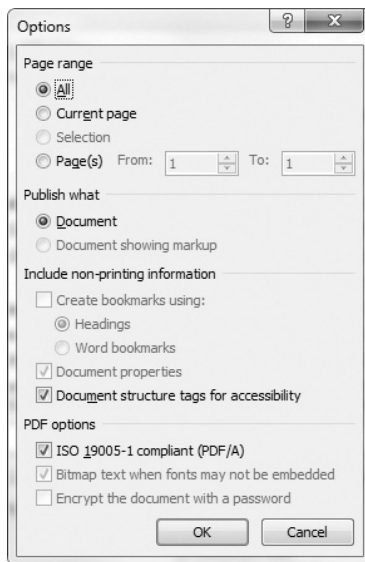 Options
Page range
All
Current page
Selection
Page(s) From: 1 To: 1
Publish what
Document
Document showing markup
Include non-printing information
Create bookmarks using:
Headings
Word bookmarks
Document properties
Document structure tags for accessibility
PDF options
ISO 19005-1 compliant (PDF/A)
Bitmap text when fonts may not be embedded
Encrypt the document with a password
OK Cancel